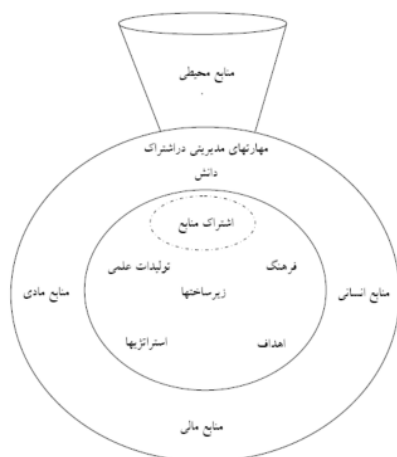 منابع محیطی
مهارتهای مدیریتی دراشتراک
دانش
اشتراک منابع
فرهنگ
تولیدات علمی
زیرساختها
منابع انسانی
منابع مادی
اهداف
استراتژیها
منابع مالی